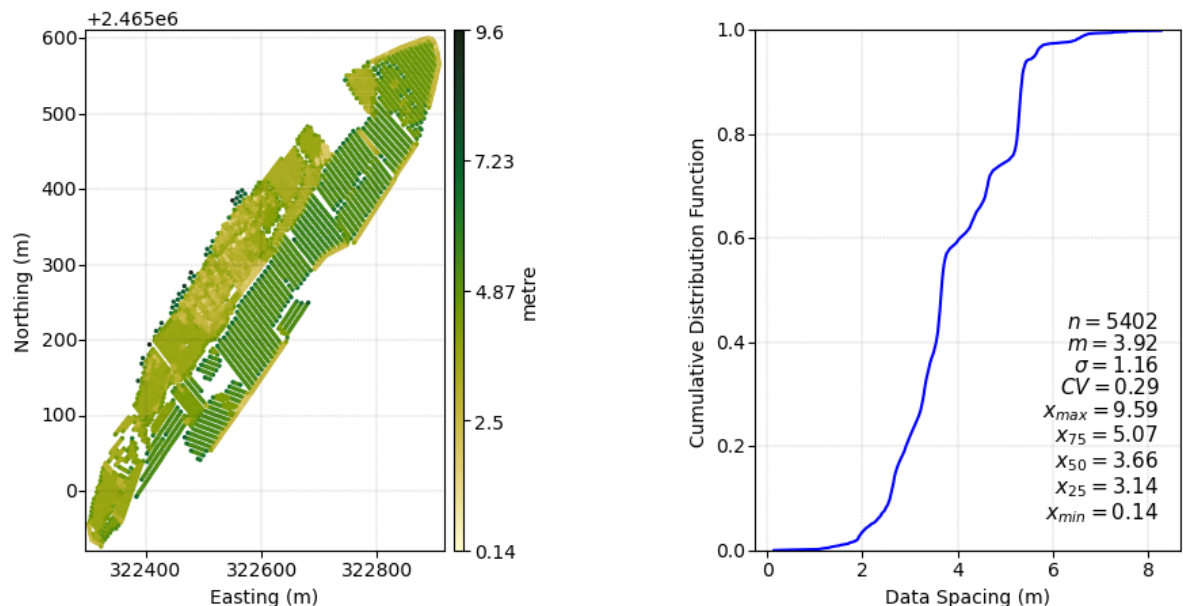 +2.465e6
600
500
400
300
200
100
0
Northing (m)
322400
322600
322800
Easting (m)
9.6
7.23
4.87
2.5
0.14
metre
1.0
0.8
0.6
0.4
0.2
0.0
Cumulative Distribution Function
n = 5402
m = 3.92
σ = 1.16
CV = 0.29
x_max = 9.59
x_75 = 5.07
x_50 = 3.66
x_25 = 3.14
x_min = 0.14
0
2
4
6
8
Data Spacing (m)